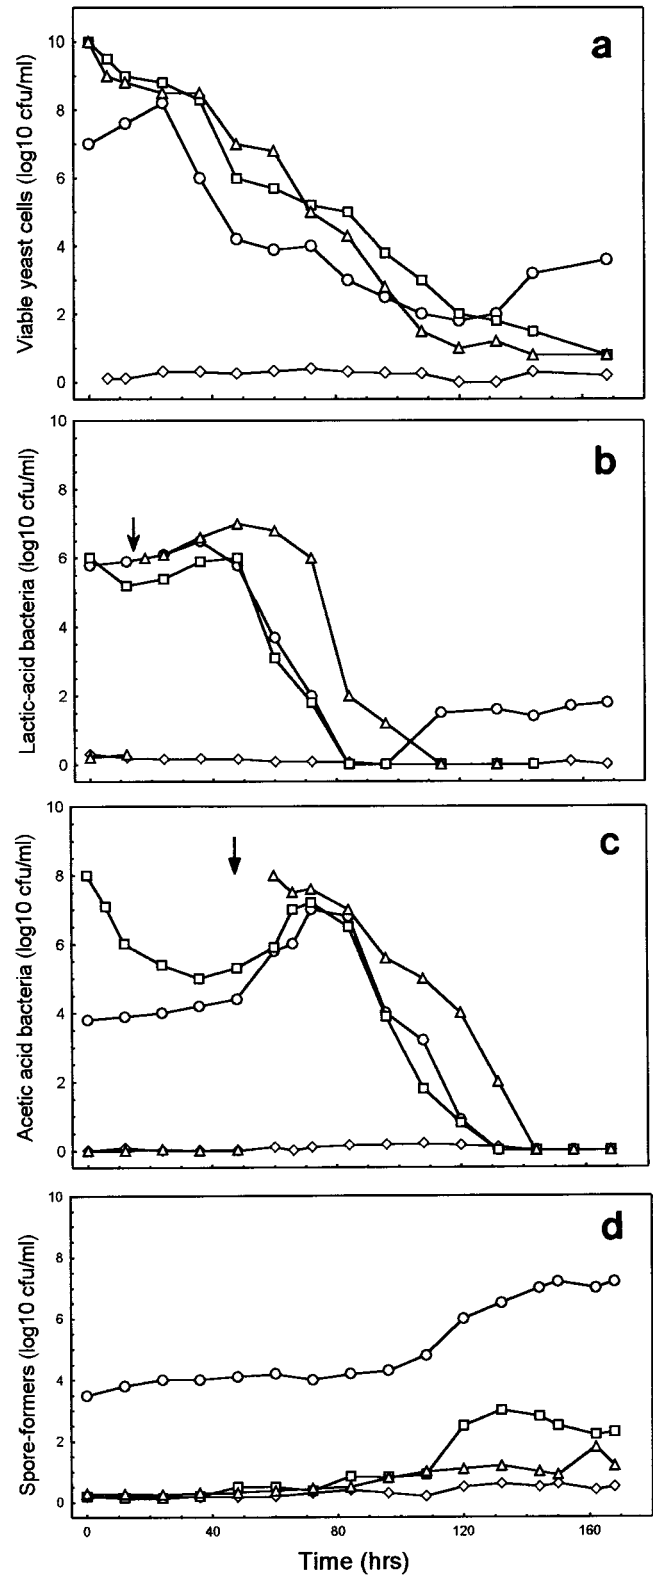 a
Viable yeast cells (log10 cfu/ml)
10
8
6
4
2
0
b
Lactic-acid bacteria (log10 cfu/ml)
10
8
6
4
2
0
c
Acetic acid bacteria (log10 cfu/ml)
10
8
6
4
2
0
d
Spore-formers (log10 cfu/ml)
10
8
6
4
2
0
0 40 80 120 160
Time (hrs)